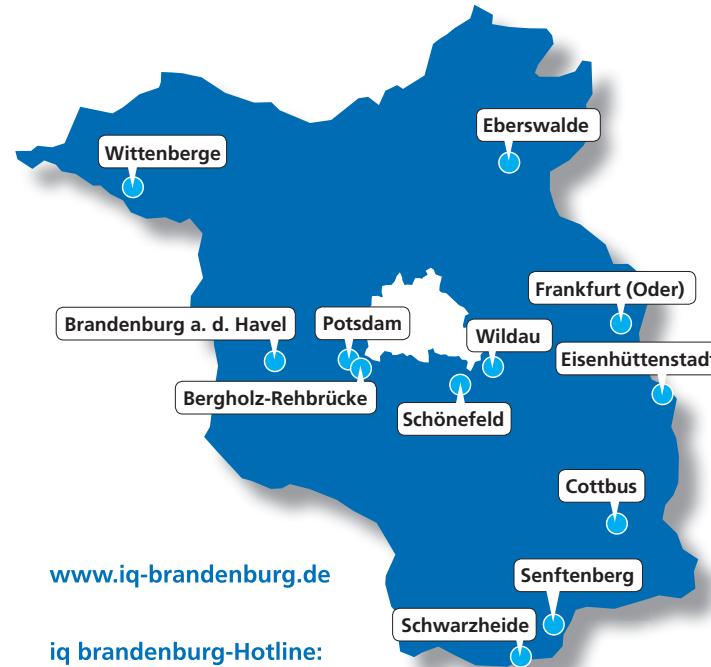 Eberswalde
Wittenberge
Frankfurt (Oder)
Brandenburg a. d. Havel
Potsdam
Wildau
Eisenhüttenstadt
Bergholz-Rehbrücke
Schönefeld
Cottbus
www.iq-brandenburg.de
Senftenberg
Schwarzheide
iq brandenburg-Hotline: